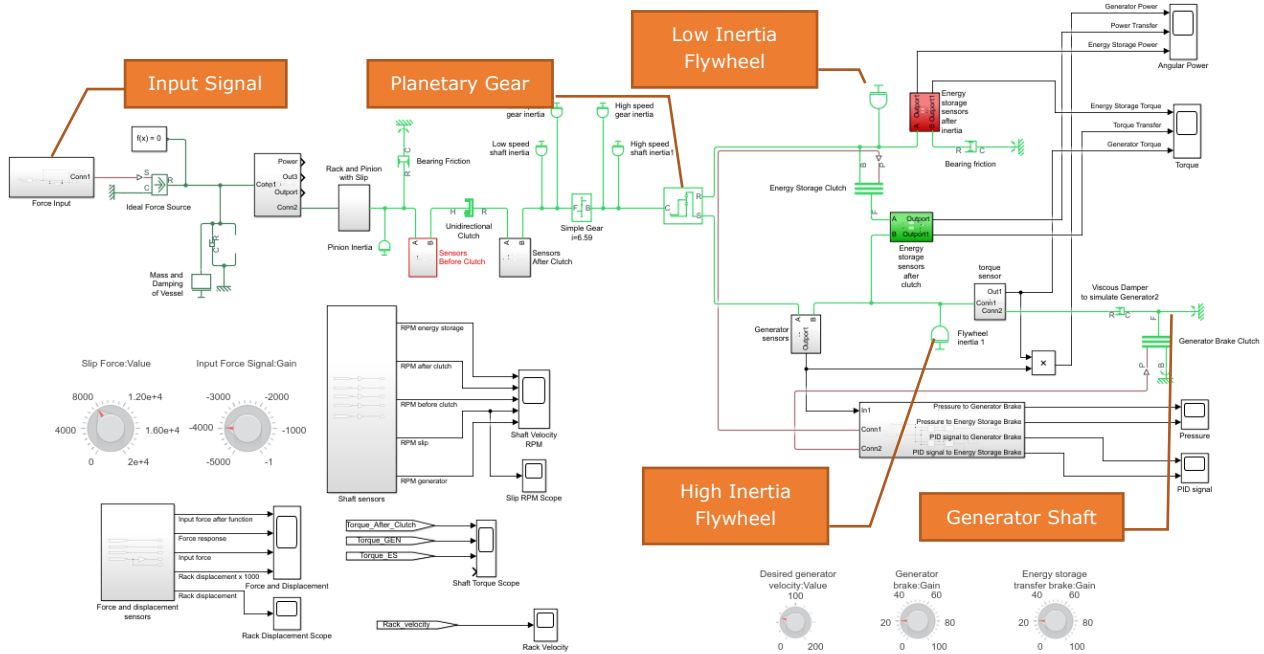 Input Signal
Planetary Gear
Low Inertia
Flywheel
Generator Power
Power Transfer
Energy Storage Power
Angular Power
f(x) = 0
Conn1
Force Input
S
R
C
Ideal Force Source
Power
Out3
Outport
Conn1
Conn2
Rack and Pinion
with Slip
C
R
Bearing Friction
Pinion Inertia
gear inertia
High speed
gear inertia
Low speed
shaft inertia
High speed
shaft inertia1
H
R
Unidirectional
Clutch
A
B
Sensors
Before Clutch
A
B
Sensors
After Clutch
F
B
Simple Gear
i=6.59
C
R
S
Outport
Outport1
A
B
Energy
storage
sensors
after
inertia
R
C
Bearing friction
Energy Storage Torque
Torque Transfer
Generator Torque
Torque
B
P
F
Energy Storage Clutch
A
B
Outport
Outport1
Energy
storage
sensors
after
clutch
C
R
Mass and
Damping
of Vessel
torque
sensor
Out1
Conn1
Conn2
Viscous Damper
to simulate Generator2
R
C
F
P
B
Generator Brake Clutch
A
B
Outport
Generator
sensors
Flywheel
inertia 1
×
RPM energy storage
RPM after clutch
RPM before clutch
RPM slip
RPM generator
Shaft sensors
Shaft Velocity
RPM
Slip RPM Scope
Slip Force:Value
8000
1.20e+4
4000
1.60e+4
0
2e+4
Input Force Signal:Gain
-3000
-2000
-4000
-1000
-5000
-1
In1
Conn1
Conn2
Pressure to Generator Brake
Pressure to Energy Storage Brake
PID signal to Generator Brake
PID signal to Energy Storage Brake
Pressure
PID signal
High Inertia
Flywheel
Generator Shaft
Input force after function
Force response
Input force
Rack displacement x 1000
Rack displacement
Force and displacement
sensors
Force and Displacement
Rack Displacement Scope
Torque_After_Clutch
Torque_GEN
Torque_ES
Shaft Torque Scope
Rack_velocity
Rack Velocity
Desired generator
velocity:Value
100
0
200
Generator
brake:Gain
40
60
20
80
0
100
Energy storage
transfer brake:Gain
40
60
20
80
0
100